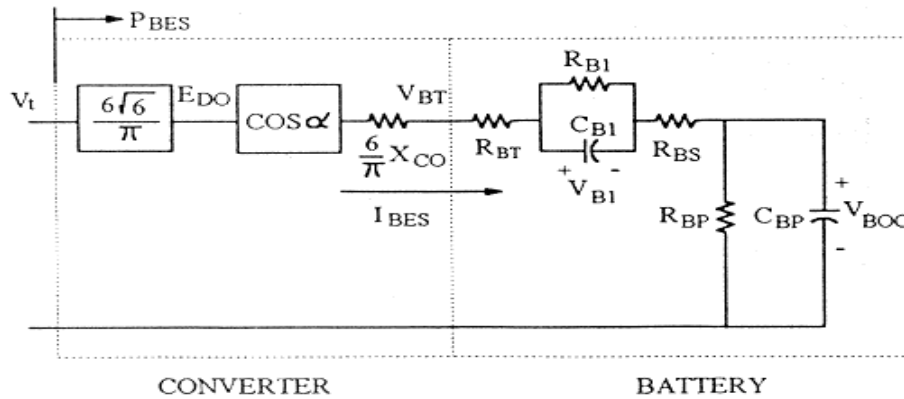 P_BES
V_t
6√6
π
E_DO
COS α
V_BT
6
π
X_CO
I_BES
R_BT
R_B1
C_B1
+ -
V_B1
R_BS
R_BP
C_BP
+
V_BOC
-
CONVERTER
BATTERY